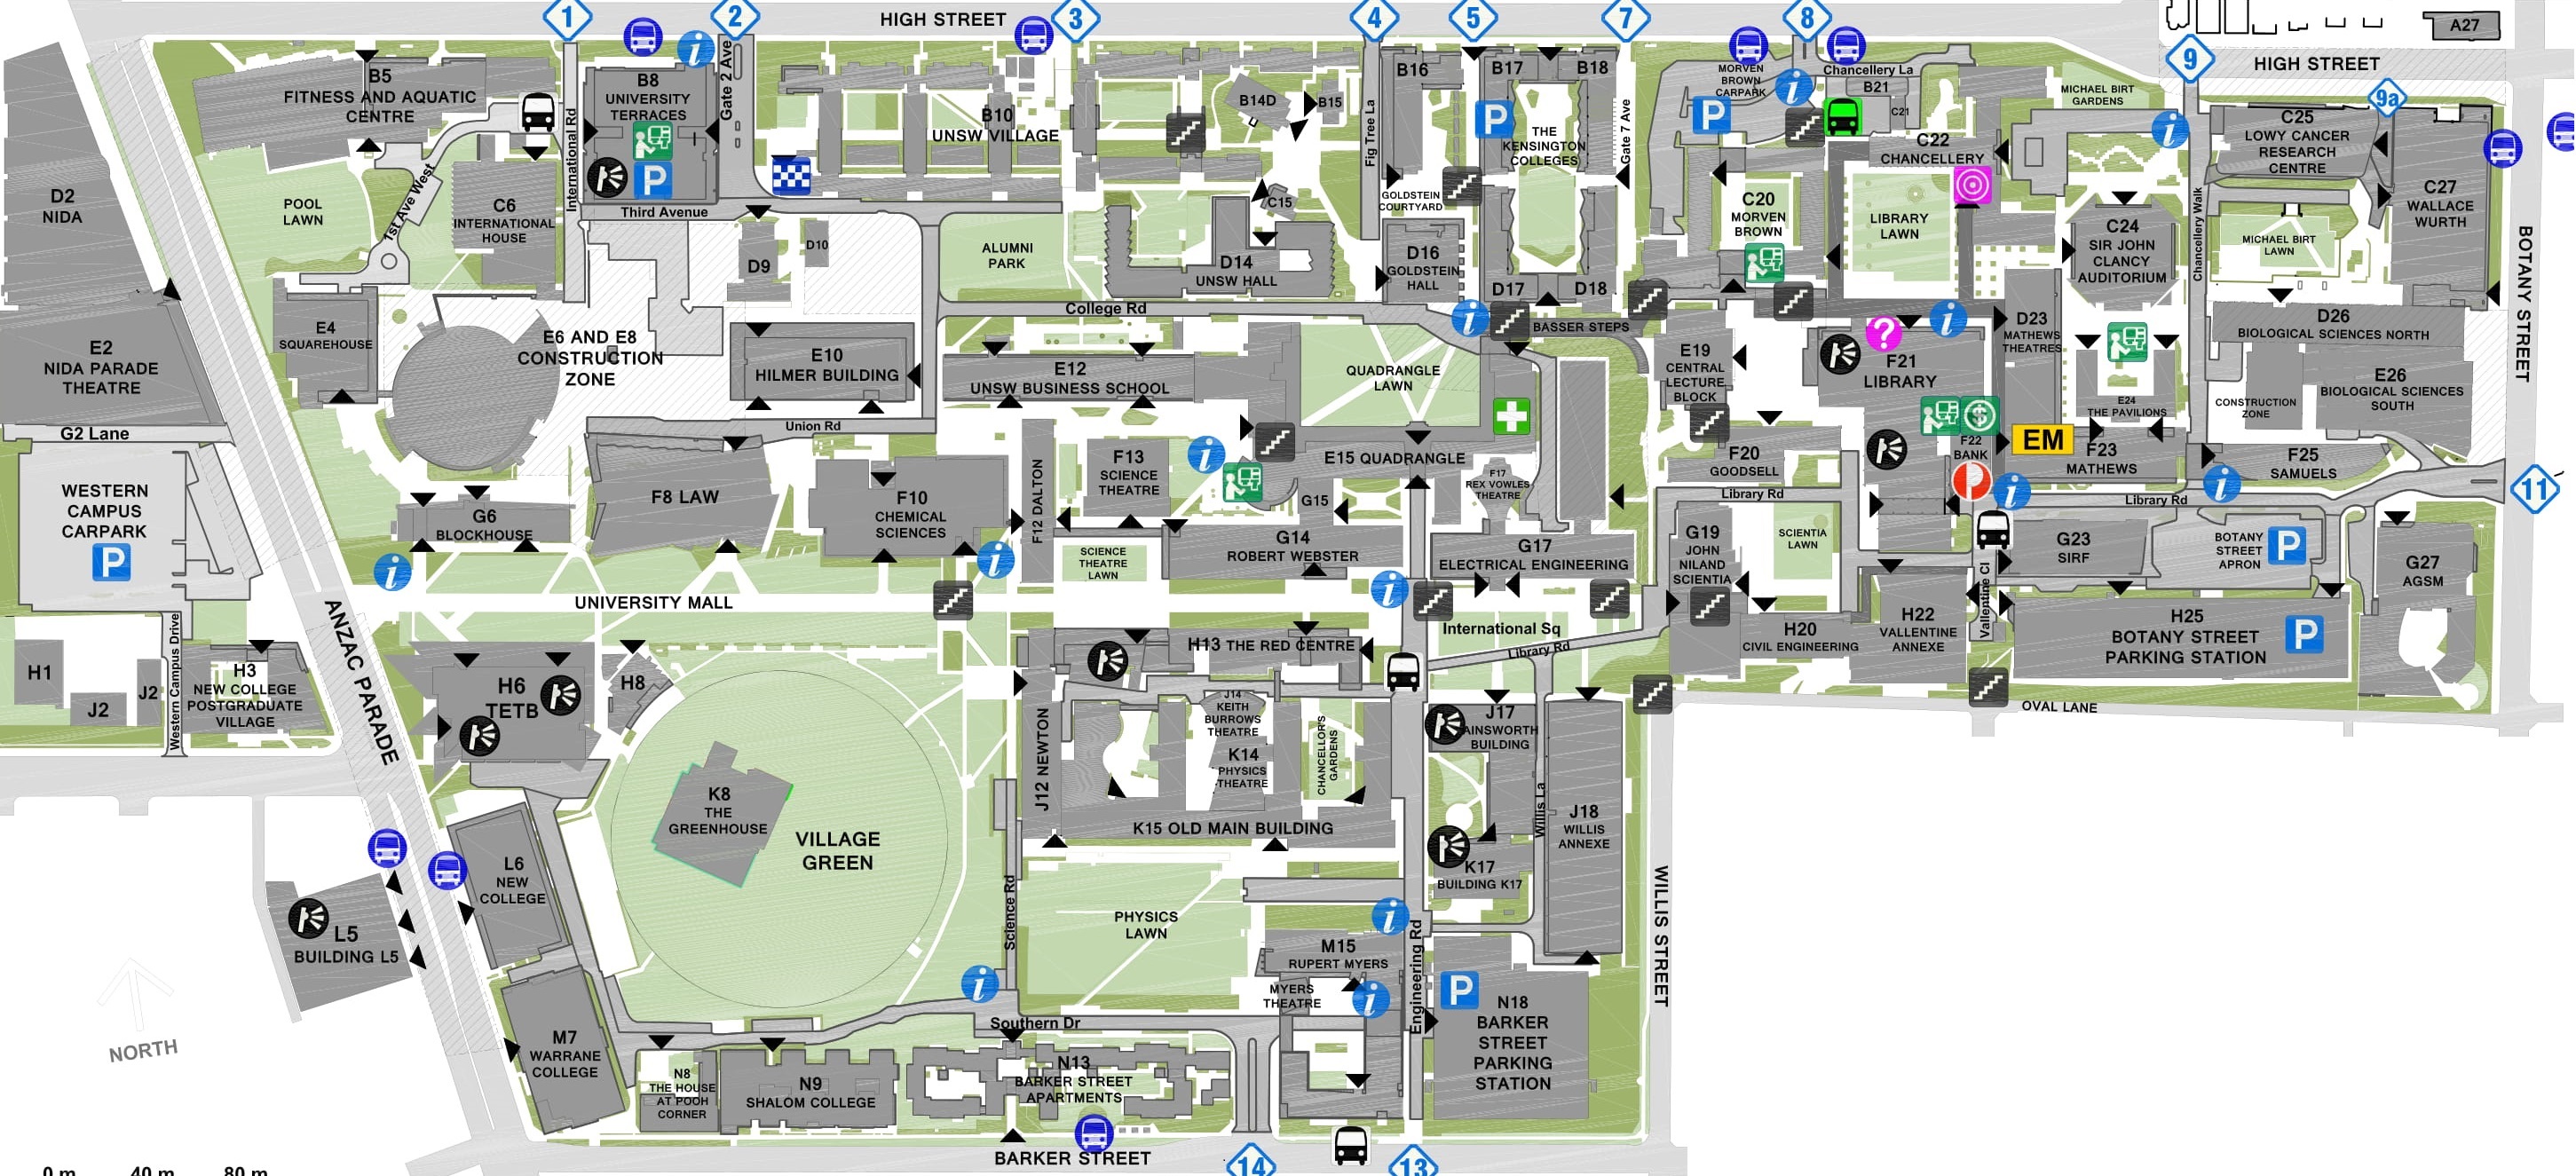 1
2
HIGH STREET
3
4
5
7
8
9
A27
HIGH STREET
9a
B5
FITNESS AND AQUATIC
CENTRE
B8
UNIVERSITY
TERRACES
P
Gate 2 Ave
International Rd
B10
UNSW VILLAGE
B14D
B15
C15
Fig Tree La
B16
GOLDSTEIN
COURTYARD
B17
B18
P
THE
KENSINGTON
COLLEGES
Gate 7 Ave
MORVEN
BROWN
CARPARK
P
Chancellery La
B21
C21
C22
CHANCELLERY
MICHAEL BIRT
GARDENS
C25
LOWY CANCER
RESEARCH
CENTRE
C27
WALLACE
WURTH
D2
NIDA
POOL
LAWN
1st Ave West
C6
INTERNATIONAL
HOUSE
Third Avenue
D9
D10
ALUMNI
PARK
D14
UNSW HALL
D16
GOLDSTEIN
HALL
D17
D18
C20
MORVEN
BROWN
LIBRARY
LAWN
C24
SIR JOHN
CLANCY
AUDITORIUM
Chancellery Walk
MICHAEL BIRT
LAWN
BOTANY STREET
E2
NIDA PARADE
THEATRE
E4
SQUAREHOUSE
E6 AND E8
CONSTRUCTION
ZONE
E10
HILMER BUILDING
College Rd
E12
UNSW BUSINESS SCHOOL
QUADRANGLE
LAWN
BASSER STEPS
E19
CENTRAL
LECTURE
BLOCK
?
F21
LIBRARY
D23
MATHEWS
THEATRES
E24
THE PAVILIONS
D26
BIOLOGICAL SCIENCES NORTH
E26
BIOLOGICAL SCIENCES
SOUTH
CONSTRUCTION
ZONE
G2 Lane
Union Rd
WESTERN
CAMPUS
CARPARK
P
G6
BLOCKHOUSE
F8 LAW
F10
CHEMICAL
SCIENCES
F12 DALTON
F13
SCIENCE
THEATRE
E15 QUADRANGLE
G15
F17
REX VOWLES
THEATRE
F20
GOODSELL
Library Rd
$
F22
BANK
EM
P
F23
MATHEWS
F25
SAMUELS
Library Rd
11
SCIENCE
THEATRE
LAWN
G14
ROBERT WEBSTER
G17
ELECTRICAL ENGINEERING
G19
JOHN
NILAND
SCIENTIA
SCIENTIA
LAWN
G23
SIRF
BOTANY
STREET
APRON
P
G27
AGSM
UNIVERSITY MALL
ANZAC PARADE
Western Campus Drive
H1
J2
J2
H3
NEW COLLEGE
POSTGRADUATE
VILLAGE
H6
TETB
H8
H13 THE RED CENTRE
International Sq
Library Rd
H20
CIVIL ENGINEERING
H22
VALLENTINE
ANNEXE
Vallentine Cl
H25
BOTANY STREET
PARKING STATION
P
OVAL LANE
J12 NEWTON
J14
KEITH
BURROWS
THEATRE
K14
PHYSICS
THEATRE
CHANCELLOR'S
GARDENS
J17
AINSWORTH
BUILDING
Willis La
J18
WILLIS
ANNEXE
K8
THE
GREENHOUSE
VILLAGE
GREEN
K15 OLD MAIN BUILDING
K17
BUILDING K17
L6
NEW
COLLEGE
L5
BUILDING L5
Science Rd
PHYSICS
LAWN
WILLIS STREET
M15
RUPERT MYERS
MYERS
THEATRE
Engineering Rd
P
N18
BARKER
STREET
PARKING
STATION
NORTH
M7
WARRANE
COLLEGE
Southern Dr
N8
THE HOUSE
AT POOH
CORNER
N9
SHALOM COLLEGE
N13
BARKER STREET
APARTMENTS
BARKER STREET
14
13
0 m
40 m
80 m